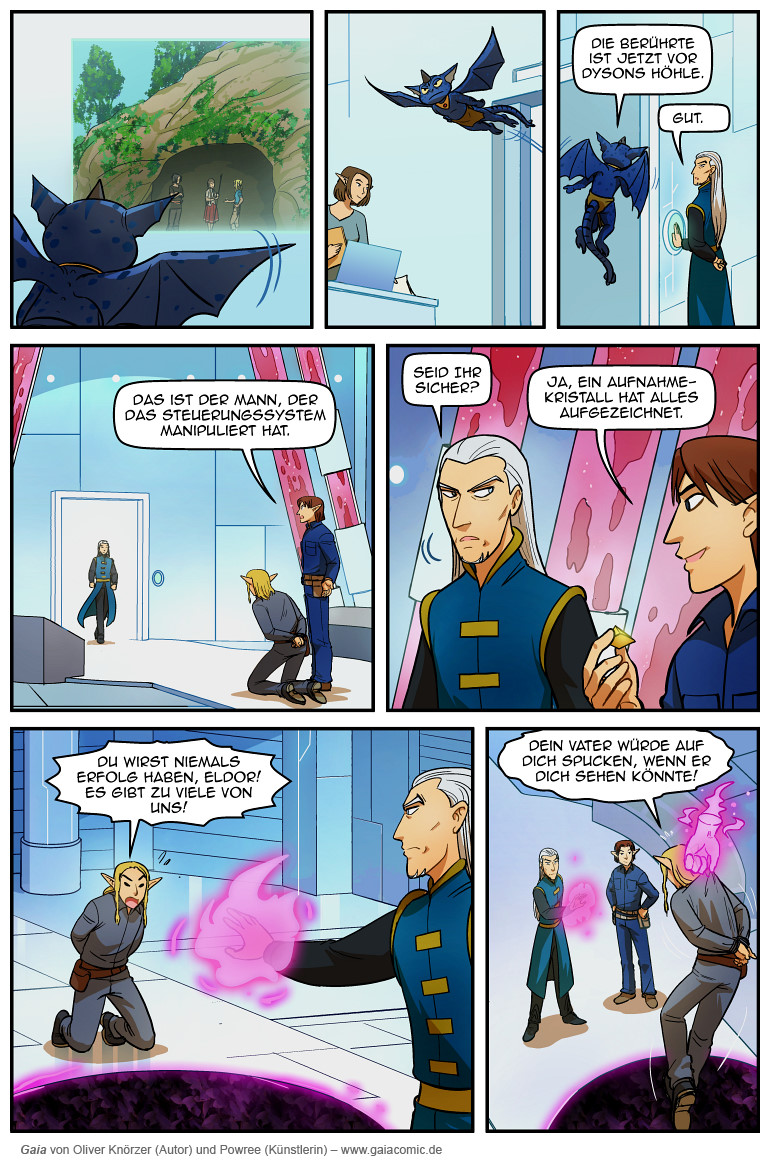 DIE BERÜHRTE
IST JETZT VOR
DYSONS HÖHLE.
GUT.
DAS IST DER MANN, DER
DAS STEUERUNGSSYSTEM
MANIPULIERT HAT.
SEID IHR
SICHER?
JA, EIN AUFNAHME-
KRISTALL HAT ALLES
AUFGEZEICHNET.
DU WIRST NIEMALS
ERFOLG HABEN, ELDOR!
ES GIBT ZU VIELE VON
UNS!
DEIN VATER WÜRDE AUF
DICH SPUCKEN, WENN ER
DICH SEHEN KÖNNTE!
Gaia von Oliver Knörzer (Autor) und Powree (Künstlerin) – www.gaiacomic.de